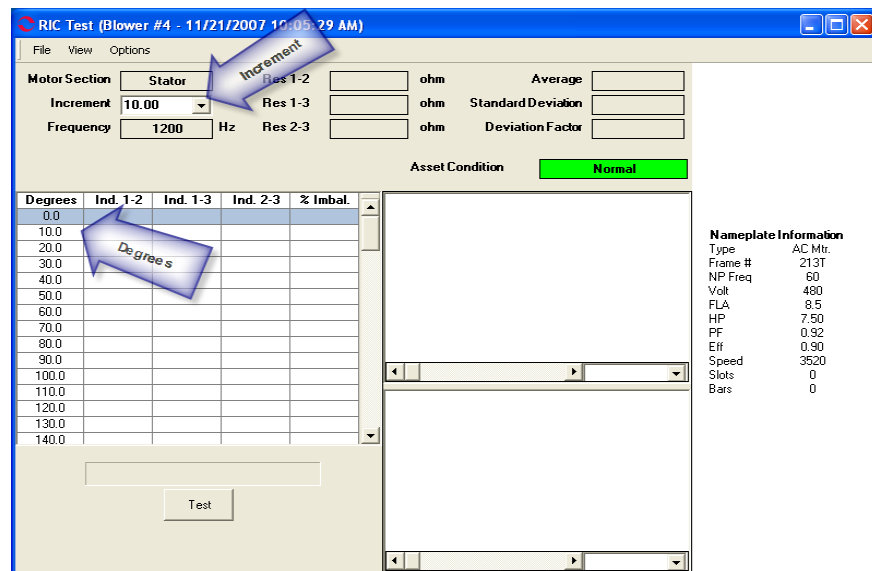 RIC Test (Blower #4 - 11/21/2007 10:05:29 AM)
File View Options
Increment
Motor Section Stator Res 1-2 ohm Average
Increment 10.00 Res 1-3 ohm Standard Deviation
Frequency 1200 Hz Res 2-3 ohm Deviation Factor
Asset Condition Normal
Degrees Ind. 1-2 Ind. 1-3 Ind. 2-3 % Imbal.
0.0
10.0
20.0
30.0
40.0
50.0
60.0
70.0
80.0
90.0
100.0
110.0
120.0
130.0
140.0
Degrees
Test
Nameplate Information
Type AC Mtr.
Frame # 213T
NP Freq 60
Volt 480
FLA 8.5
HP 7.50
PF 0.92
Eff 0.90
Speed 3520
Slots 0
Bars 0